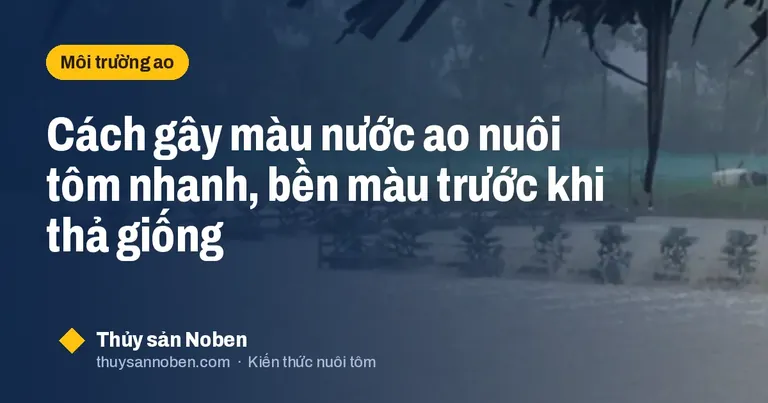 Môi trường ao
Cách gây màu nước ao nuôi
tôm nhanh, bền màu trước khi
thả giống
Thủy sản Noben
thuysannoben.com · Kiến thức nuôi tôm